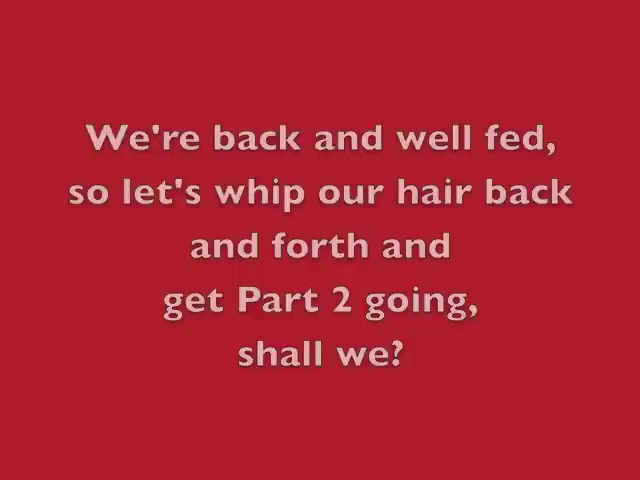 We're back and well fed,
so let's whip our hair back
and forth and
get Part 2 going,
shall we?